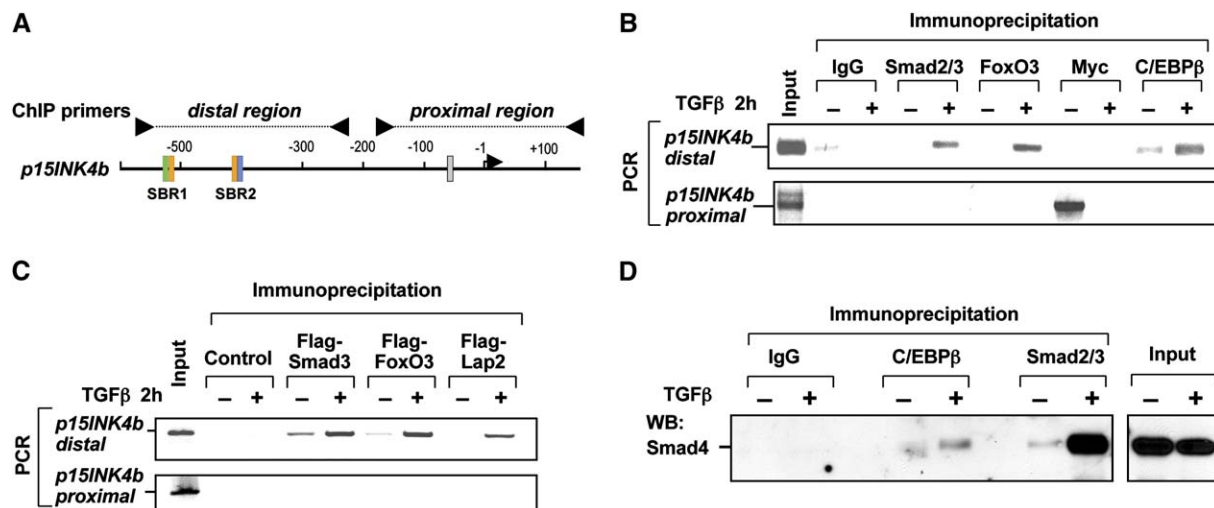 A
ChIP primers
distal region
proximal region
-500
-300
-200
-100
-1
+100
p15INK4b
SBR1
SBR2
B
Immunoprecipitation
Input
IgG
Smad2/3
FoxO3
Myc
C/EBPβ
TGFβ 2h
– + – + – + – + – +
PCR
p15INK4b
distal
p15INK4b
proximal
C
Immunoprecipitation
Input
Control
Flag-
Smad3
Flag-
FoxO3
Flag-
Lap2
TGFβ 2h
– + – + – + – +
PCR
p15INK4b
distal
p15INK4b
proximal
D
Immunoprecipitation
IgG
C/EBPβ
Smad2/3
Input
TGFβ
– + – + – + – +
WB:
Smad4